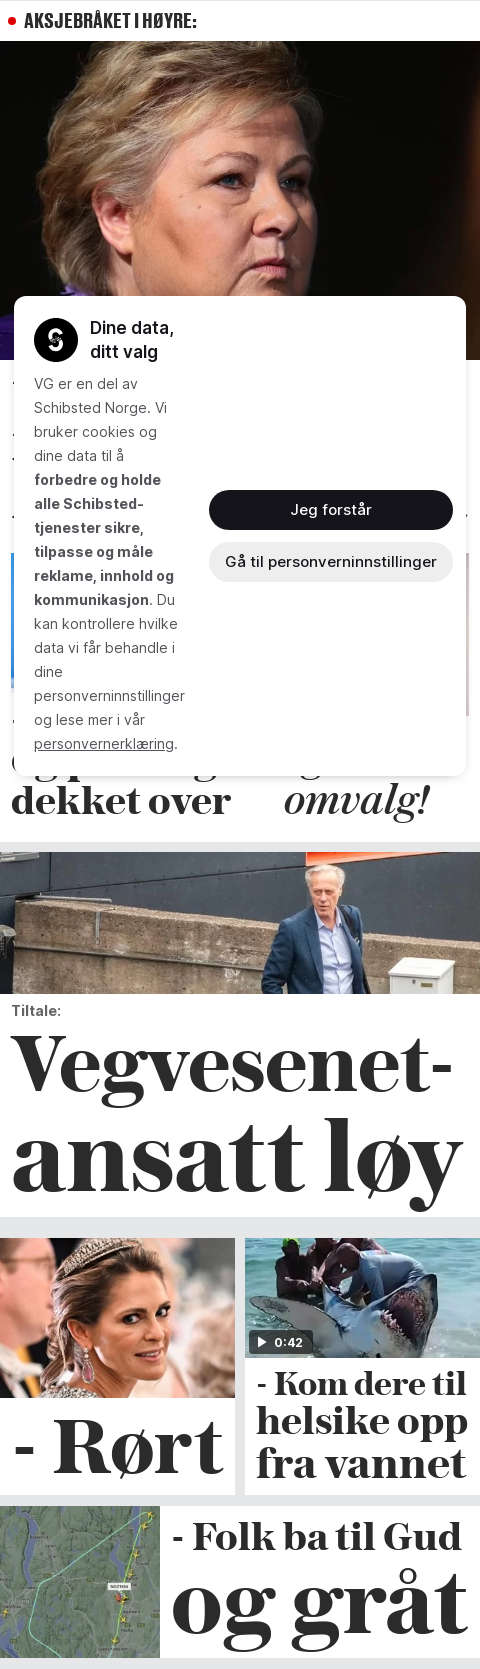 AKSJEBRÅKET I HØYRE:
Dine data,
ditt valg
VG er en del av
Schibsted Norge. Vi
bruker cookies og
dine data til å
forbedre og holde
alle Schibsted-
tjenester sikre,
tilpasse og måle
reklame, innhold og
kommunikasjon. Du
kan kontrollere hvilke
data vi får behandle i
dine
personverninnstillinger
og lese mer i vår
personvernerklæring.
Jeg forstår
Gå til personverninnstillinger
dekket over
omvalg!
Tiltale:
Vegvesenet-
ansatt løy
- Rørt
0:42
- Kom dere til
helsike opp
fra vannet
- Folk ba til Gud
og gråt